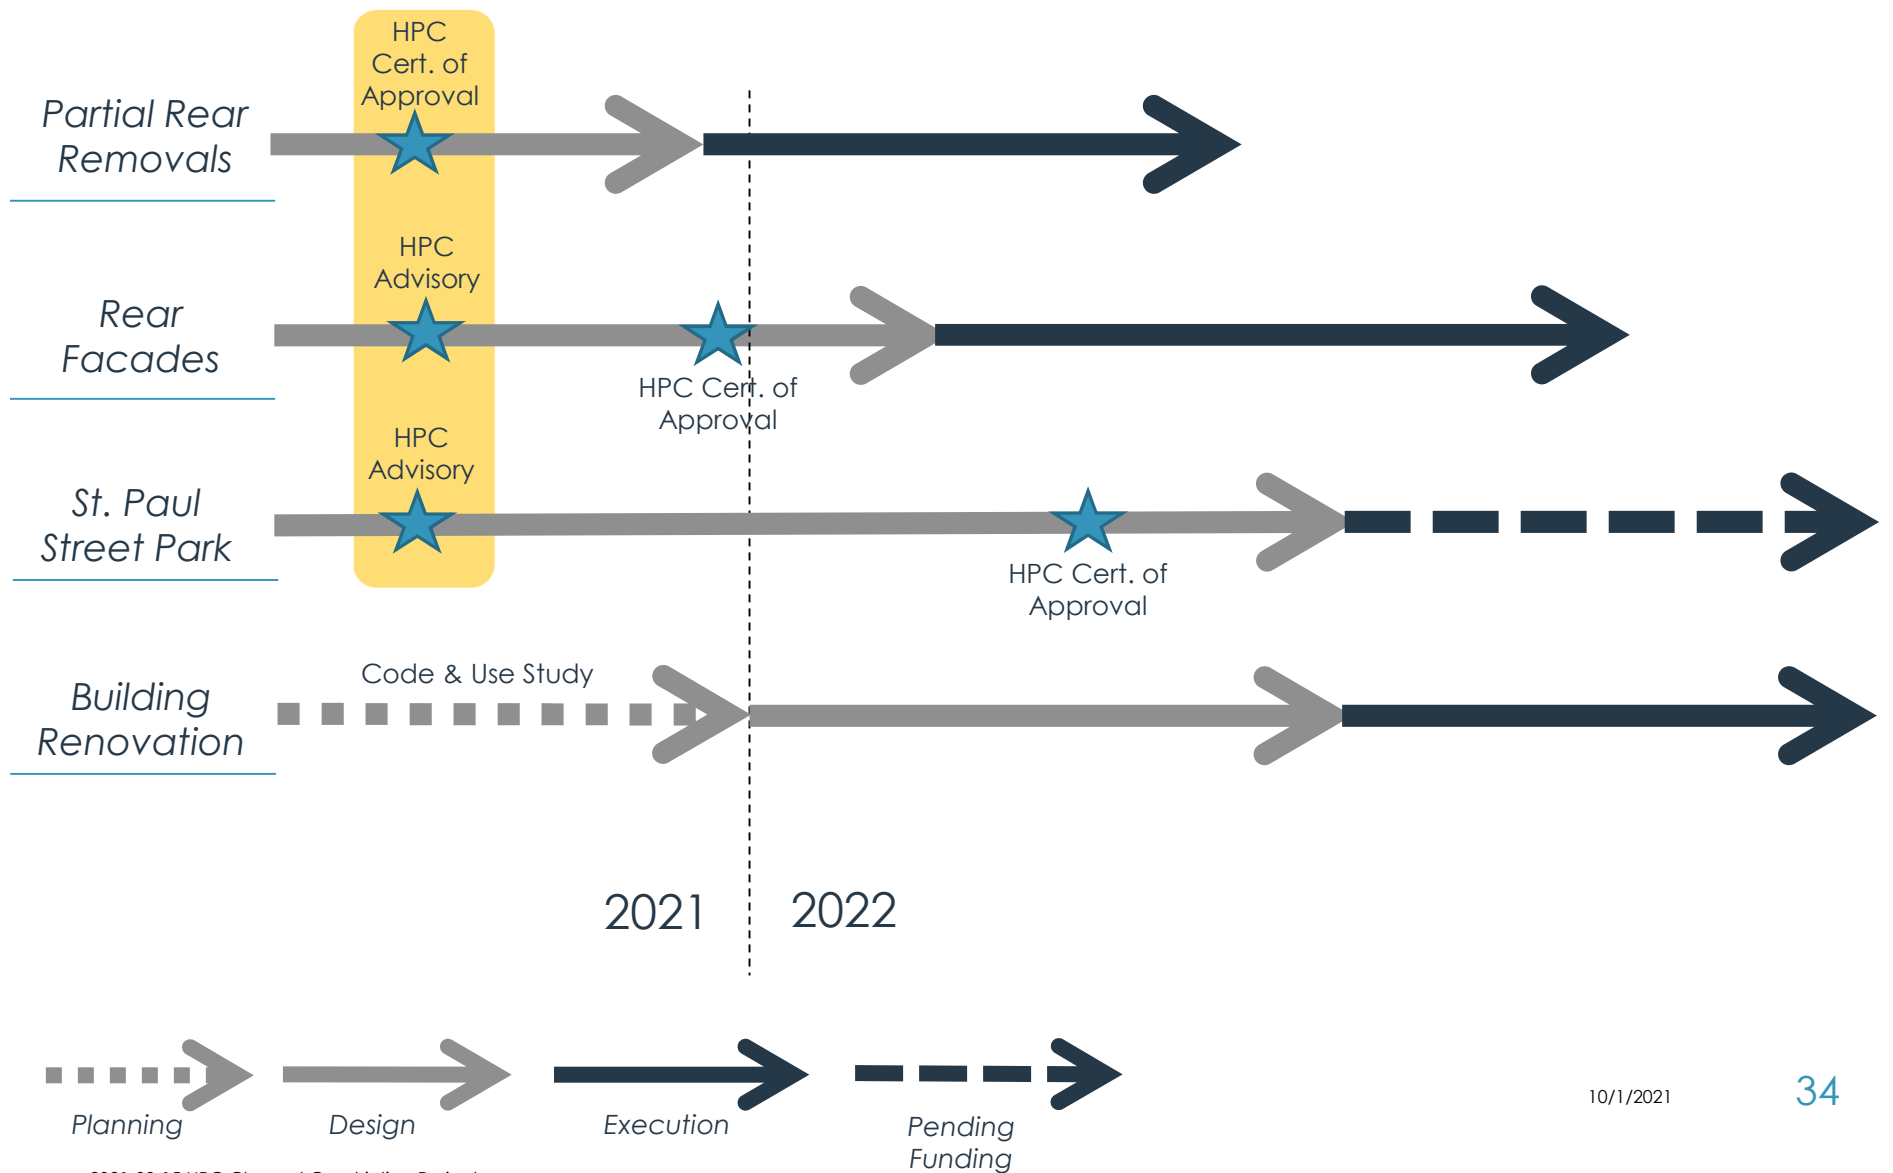 HPC
Cert. of
Approval
Partial Rear
Removals
HPC
Advisory
Rear
Facades
HPC Cert. of
Approval
HPC
Advisory
St. Paul
Street Park
HPC Cert. of
Approval
Code & Use Study
Building
Renovation
2021
2022
Planning
Design
Execution
Pending
Funding
10/1/2021
34